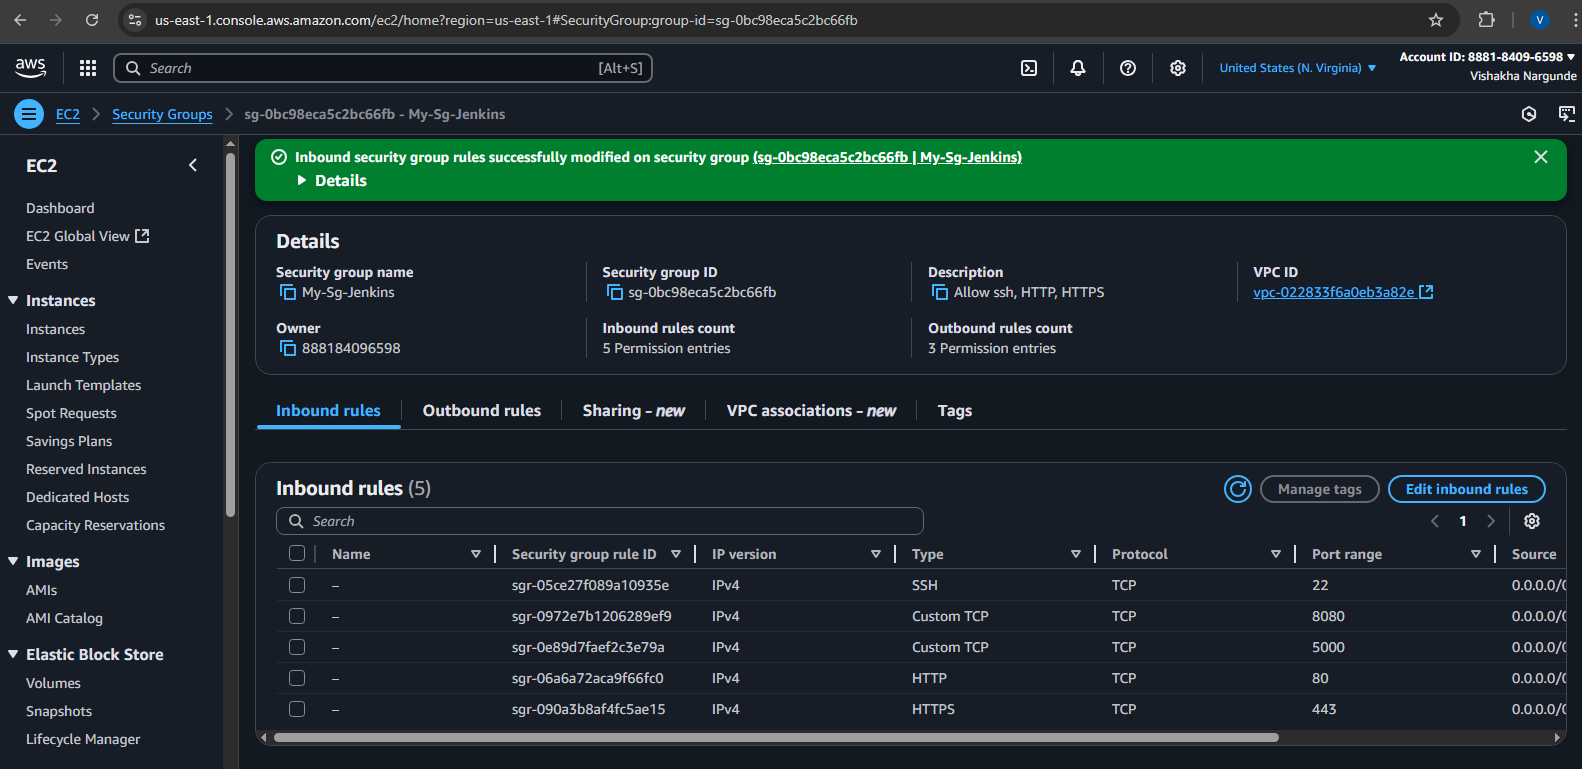 us-east-1.console.aws.amazon.com/ec2/home?region=us-east-1#SecurityGroup:group-id=sg-0bc98eca5c2bc66fb
V
aws
Search [Alt+S]
United States (N. Virginia)
Account ID: 8881-8409-6598
Vishakha Nargunde
EC2 > Security Groups > sg-0bc98eca5c2bc66fb - My-Sg-Jenkins
EC2
Dashboard
EC2 Global View
Events
Instances
Instances
Instance Types
Launch Templates
Spot Requests
Savings Plans
Reserved Instances
Dedicated Hosts
Capacity Reservations
Images
AMIs
AMI Catalog
Elastic Block Store
Volumes
Snapshots
Lifecycle Manager
Inbound security group rules successfully modified on security group (sg-0bc98eca5c2bc66fb | My-Sg-Jenkins)
Details
Details
Security group name
My-Sg-Jenkins
Security group ID
sg-0bc98eca5c2bc66fb
Description
Allow ssh, HTTP, HTTPS
VPC ID
vpc-022833f6a0eb3a82e
Owner
888184096598
Inbound rules count
5 Permission entries
Outbound rules count
3 Permission entries
Inbound rules
Outbound rules
Sharing - new
VPC associations - new
Tags
Inbound rules (5)
Manage tags
Edit inbound rules
Search
1
Name Security group rule ID IP version Type Protocol Port range Source
– sgr-05ce27f089a10935e IPv4 SSH TCP 22 0.0.0.0/
– sgr-0972e7b1206289ef9 IPv4 Custom TCP TCP 8080 0.0.0.0/
– sgr-0e89d7faef2c3e79a IPv4 Custom TCP TCP 5000 0.0.0.0/
– sgr-06a6a72aca9f66fc0 IPv4 HTTP TCP 80 0.0.0.0/
– sgr-090a3b8af4fc5ae15 IPv4 HTTPS TCP 443 0.0.0.0/